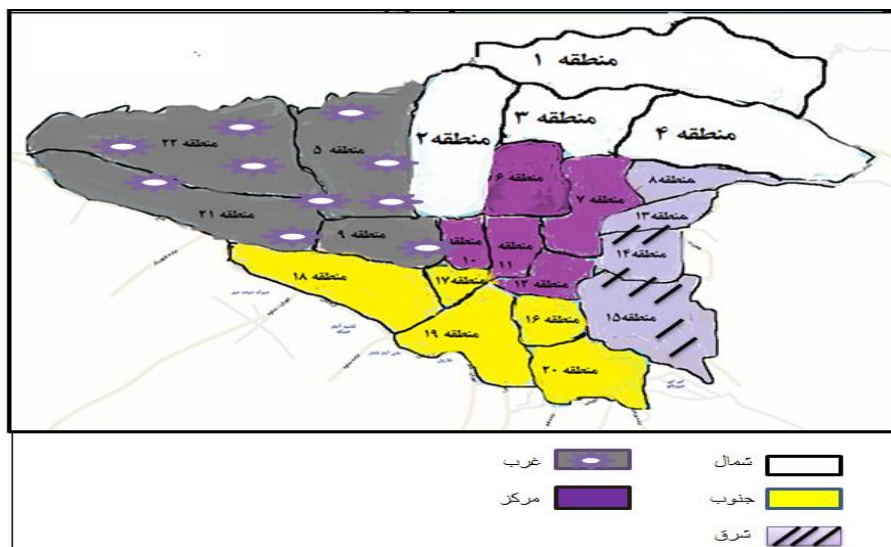 منطقه ۱
منطقه ۲
منطقه ۳
منطقه ۴
منطقه ۵
منطقه ۲۲
منطقه ۶
منطقه ۷
منطقه ۸
منطقه ۱۳
منطقه ۲۱
منطقه ۹
منطقه ۱۰
منطقه ۱۱
منطقه ۱۴
منطقه ۱۸
منطقه ۱۷
منطقه ۱۲
منطقه ۱۶
منطقه ۱۵
منطقه ۱۹
منطقه ۲۰
شمال
غرب
جنوب
مرکز
شرق